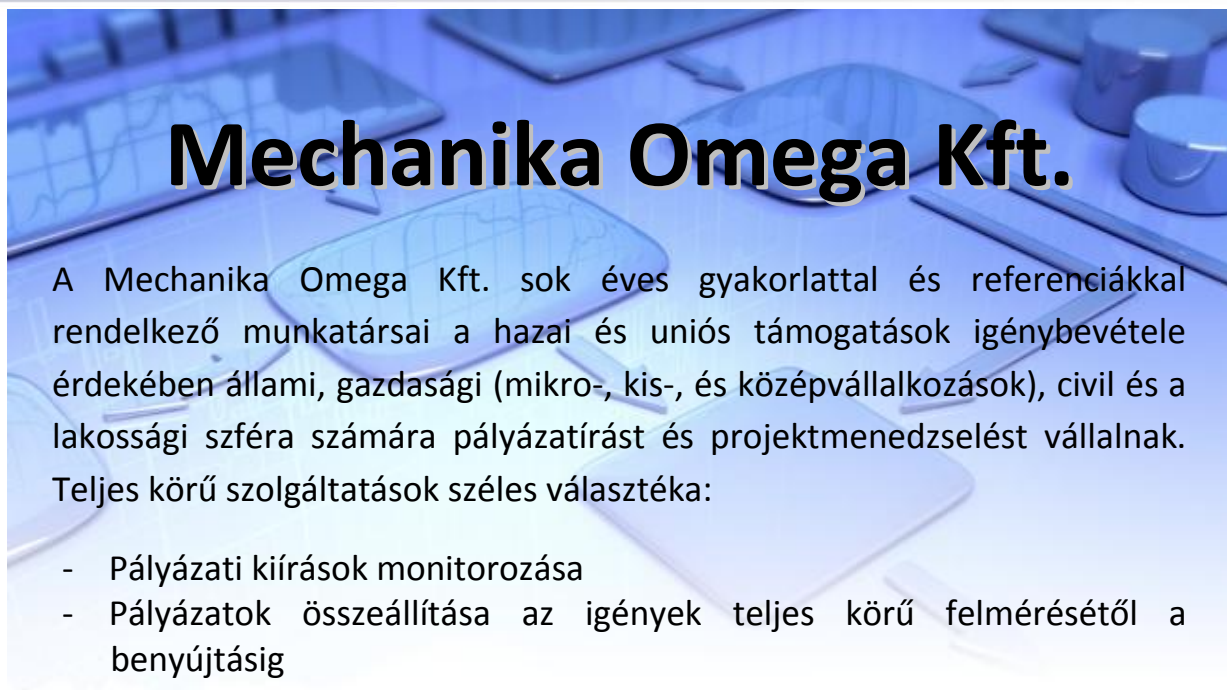 Mechanika Omega Kft.
A Mechanika Omega Kft. sok éves gyakorlattal és referenciákkal
rendelkező munkatársai a hazai és uniós támogatások igénybevétele
érdekében állami, gazdasági (mikro-, kis-, és középvállalkozások), civil és a
lakossági szféra számára pályázatírást és projektmenedzselést vállalnak.
Teljes körű szolgáltatások széles választéka:
- Pályázati kiírások monitorozása
- Pályázatok összeállítása az igények teljes körű felmérésétől a
benyújtásig